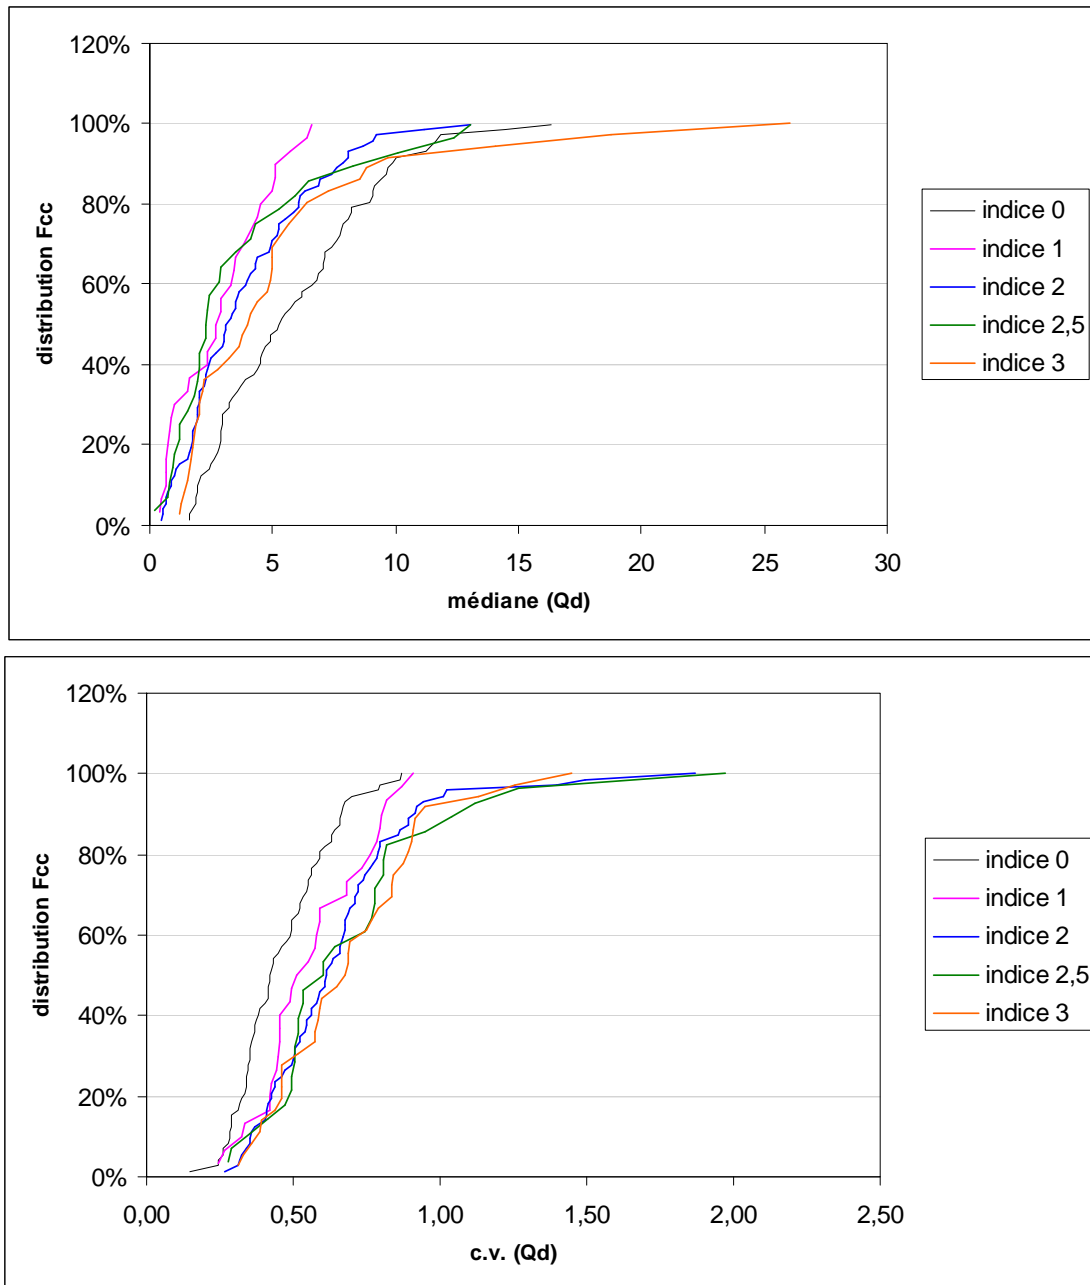 120%
100%
80%
60%
40%
20%
0%
distribution Fcc
0 5 10 15 20 25 30
médiane (Qd)
indice 0
indice 1
indice 2
indice 2,5
indice 3
120%
100%
80%
60%
40%
20%
0%
distribution Fcc
0,00 0,50 1,00 1,50 2,00 2,50
c.v. (Qd)
indice 0
indice 1
indice 2
indice 2,5
indice 3